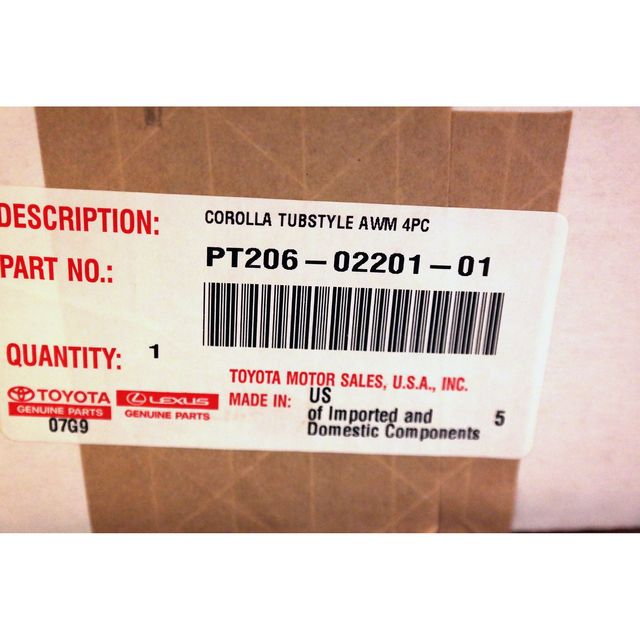 DESCRIPTION: COROLLA TUBSTYLE AWM 4PC
PART NO.: PT206-02201-01
QUANTITY: 1
TOYOTA MOTOR SALES, U.S.A., INC.
TOYOTA
GENUINE PARTS
LEXUS
GENUINE PARTS
07G9
MADE IN: US
of Imported and
Domestic Components
5